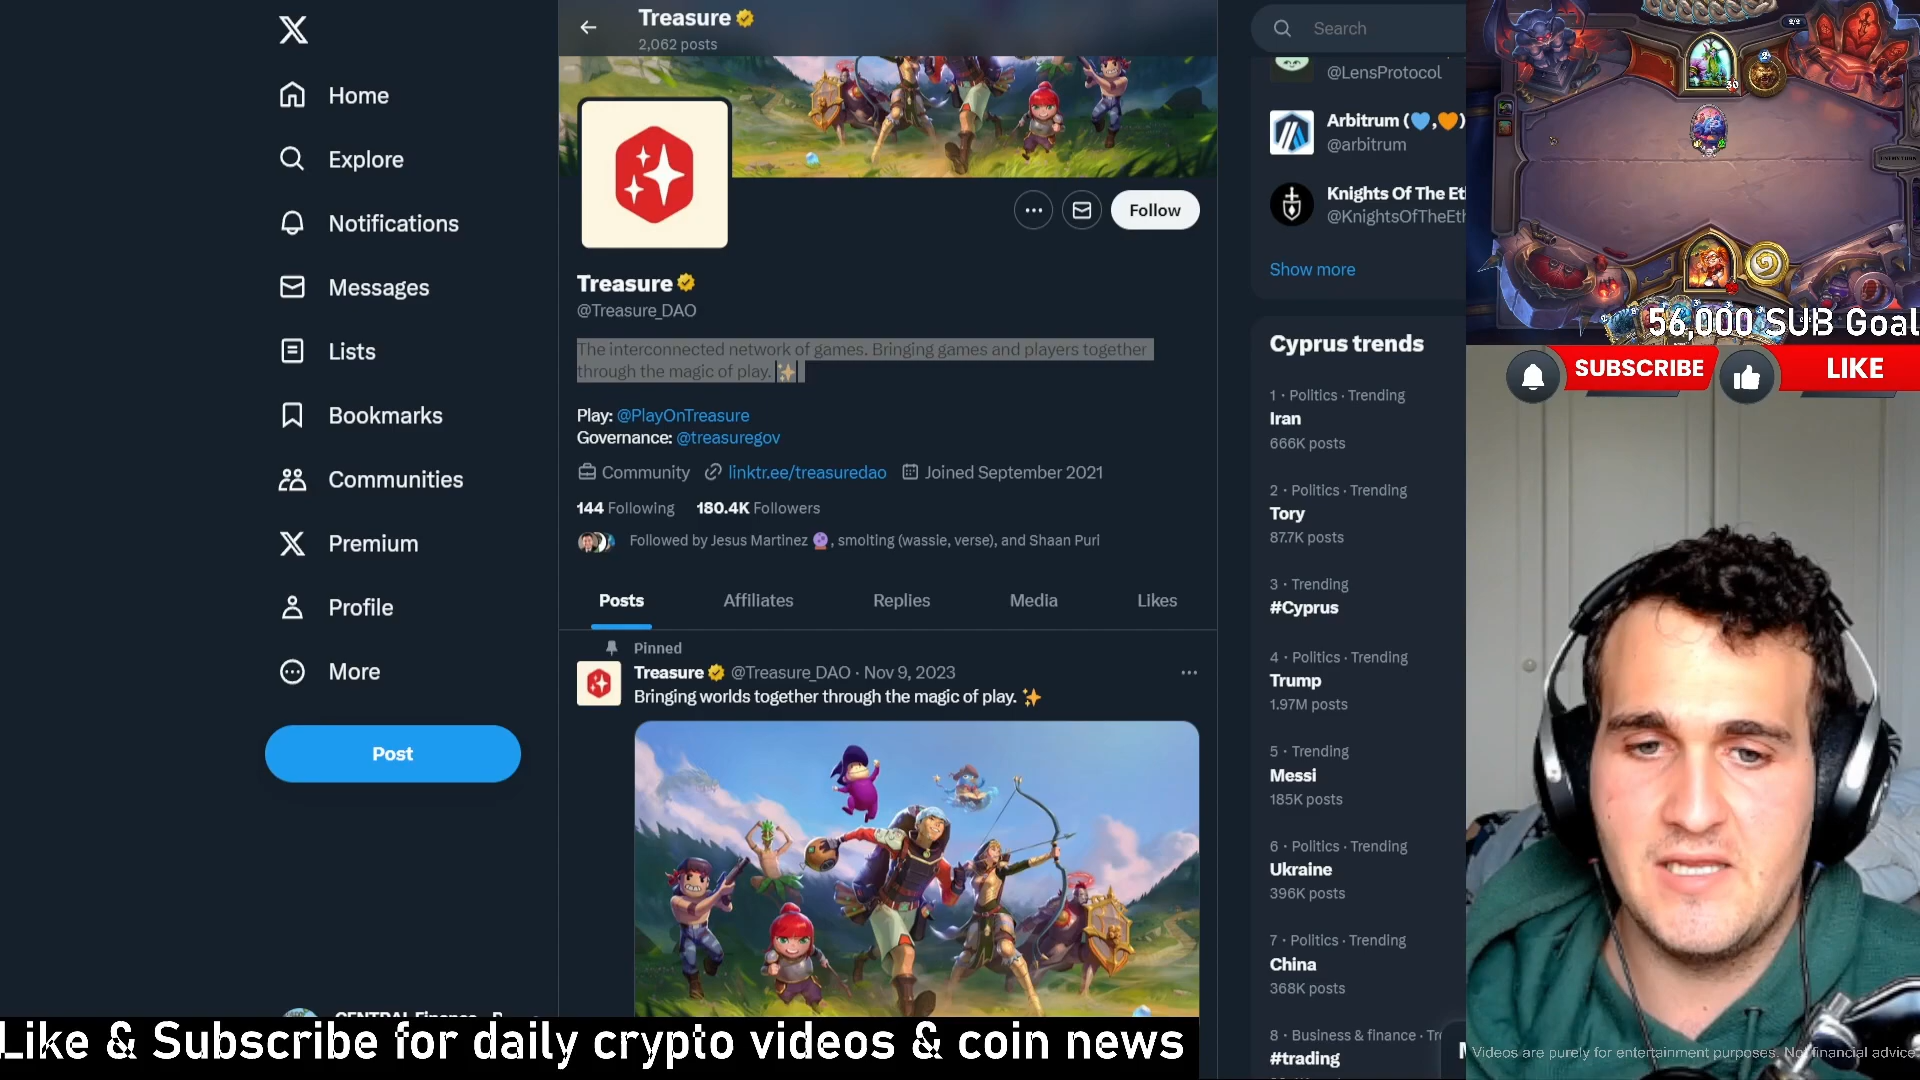 Home
Explore
Notifications
Messages
Lists
Bookmarks
Communities
Premium
Profile
More
Post
Treasure
2,062 posts
Follow
Treasure
@Treasure_DAO
The interconnected network of games. Bringing games and players together
through the magic of play. ✨
Play: @PlayOnTreasure
Governance: @treasuregov
Community linktr.ee/treasuredao Joined September 2021
144 Following 180.4K Followers
Followed by Jesus Martinez 🔮, smolting (wassie, verse), and Shaan Puri
Posts Affiliates Replies Media Likes
Pinned
Treasure @Treasure_DAO · Nov 9, 2023
Bringing worlds together through the magic of play. ✨
Search
@LensProtocol
Arbitrum (💙,🧡)
@arbitrum
Knights Of The Et
@KnightsOfTheEth
Show more
Cyprus trends
1 · Politics · Trending
Iran
666K posts
2 · Politics · Trending
Tory
87.7K posts
3 · Trending
#Cyprus
4 · Politics · Trending
Trump
1.97M posts
5 · Trending
Messi
185K posts
6 · Politics · Trending
Ukraine
396K posts
7 · Politics · Trending
China
368K posts
8 · Business & finance · Tr
#trading
30
56,000 SUB Goal
SUBSCRIBE
LIKE
Like & Subscribe for daily crypto videos & coin news
Videos are purely for entertainment purposes. Not financial advice